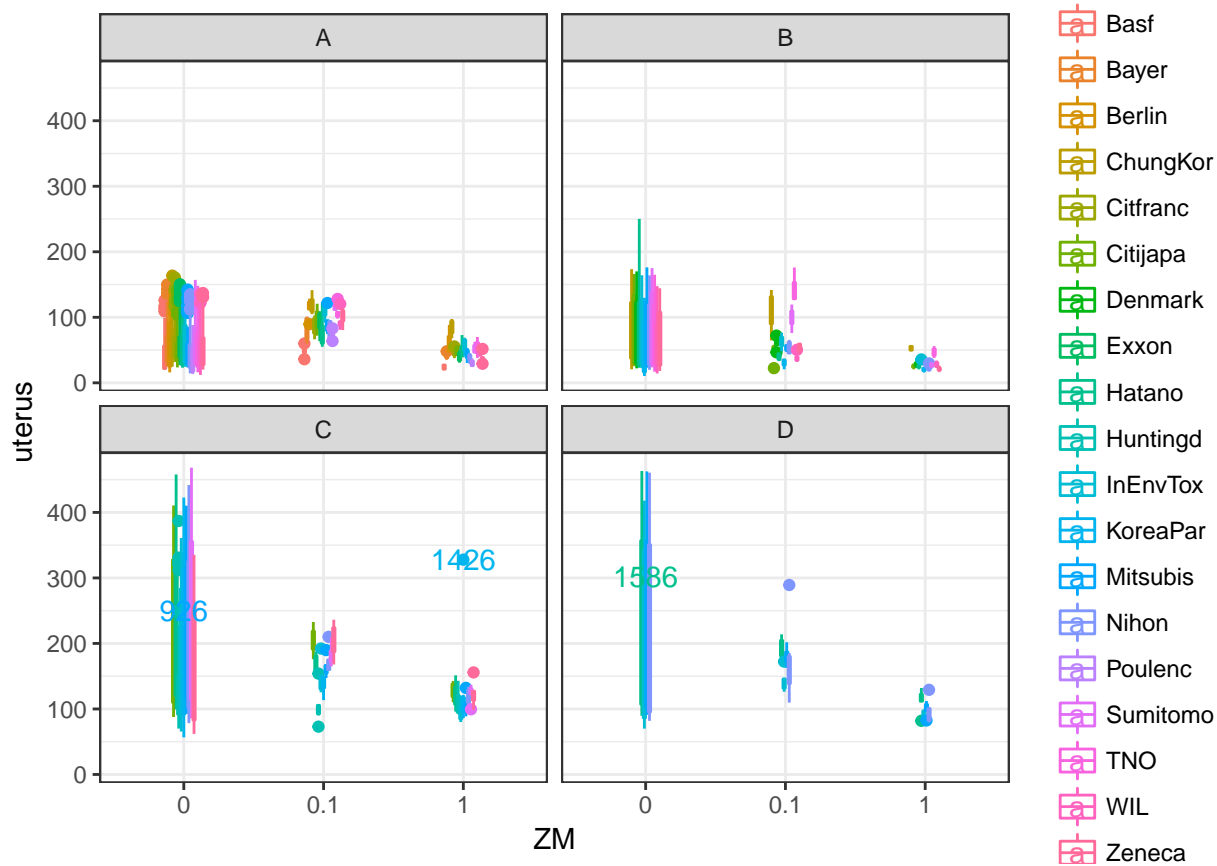 A
B
400
300
200
100
0
C
D
1426
926
1586
400
300
200
100
0
uterus
0
0.1
1
0
0.1
1
ZM
a Basf
a Bayer
a Berlin
a ChungKor
a Citfranc
a Citijapa
a Denmark
a Exxon
a Hatano
a Huntingd
a InEnvTox
a KoreaPar
a Mitsubis
a Nihon
a Poulenc
a Sumitomo
a TNO
a WIL
a Zeneca